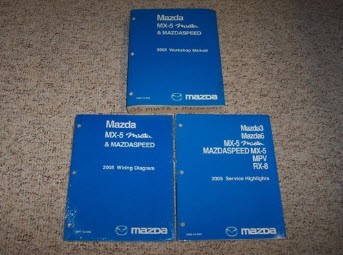 Mazda
MX-5 Miata
& MAZDASPEED
2005 Workshop Manual
mazda
Mazda
MX-5 Miata
& MAZDASPEED
2005 Wiring Diagram
mazda
Mazda3
Mazda6
MX-5 Miata
MAZDASPEED MX-5
MPV
RX-8
2005 Service Highlights
mazda